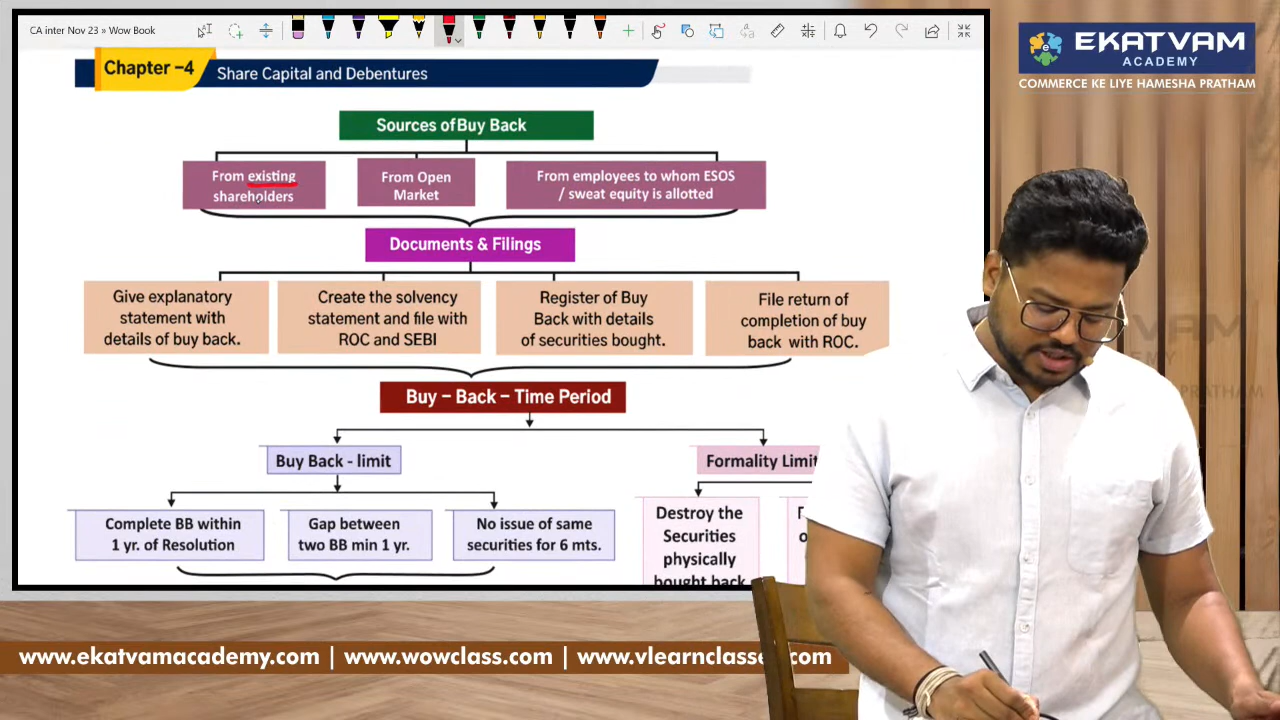 CA inter Nov 23 » Wow Book
EKATVAM
ACADEMY
COMMERCE KE LIYE HAMESHA PRATHAM
Chapter –4
Share Capital and Debentures
Sources of Buy Back
From existing
shareholders
From Open
Market
From employees to whom ESOS
/ sweat equity is allotted
Documents & Filings
Give explanatory
statement with
details of buy back.
Create the solvency
statement and file with
ROC and SEBI
Register of Buy
Back with details
of securities bought.
File return of
completion of buy
back with ROC.
Buy – Back – Time Period
Buy Back - limit
Formality Limit
Complete BB within
1 yr. of Resolution
Gap between
two BB min 1 yr.
No issue of same
securities for 6 mts.
Destroy the
Securities
physically
bought back
www.ekatvamacademy.com | www.wowclass.com | www.vlearnclasses.com